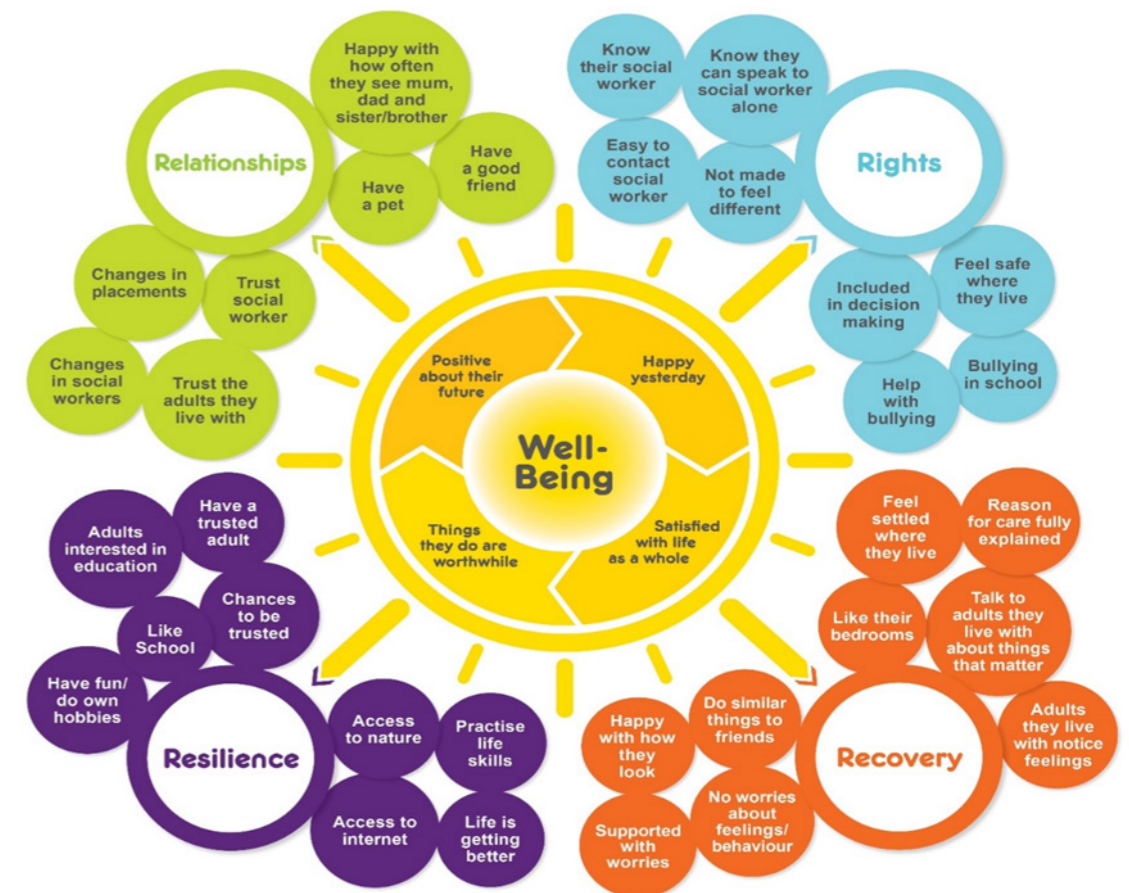 Relationships
Happy with
how often
they see mum,
dad and
sister/brother
Have
a pet
Have
a good
friend
Changes in
placements
Trust
social
worker
Changes
in social
workers
Trust the
adults they
live with
Know
their social
worker
Know they
can speak to
social worker
alone
Easy to
contact
social
worker
Not made
to feel
different
Rights
Included
in decision
making
Feel safe
where
they live
Help
with
bullying
Bullying
in school
Positive
about their
future
Happy
yesterday
Well-
Being
Things
they do are
worthwhile
Satisfied
with life
as a whole
Adults
interested in
education
Have a
trusted
adult
Like
School
Chances
to be
trusted
Have fun/
do own
hobbies
Resilience
Access
to nature
Practise
life
skills
Access to
internet
Life is
getting
better
Feel
settled
where
they live
Reason
for care fully
explained
Like their
bedrooms
Talk to
adults they
live with
about things
that matter
Happy
with how
they
look
Do similar
things to
friends
Recovery
Adults
they live
with notice
feelings
Supported
with
worries
No worries
about
feelings/
behaviour